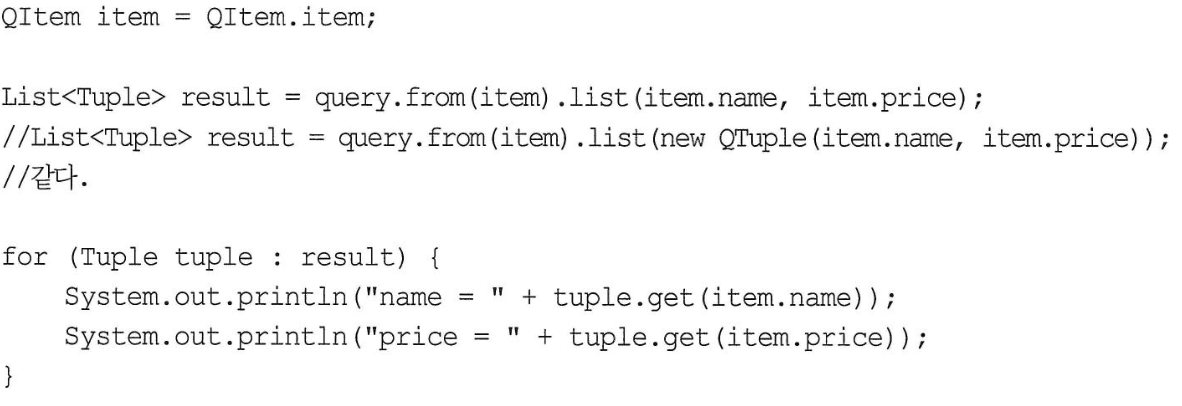 QItem item = QItem.item;
List<Tuple> result = query.from(item).list(item.name, item.price);
//List<Tuple> result = query.from(item).list(new QTuple(item.name, item.price));
//같다.
for (Tuple tuple : result) {
    System.out.println("name = " + tuple.get(item.name));
    System.out.println("price = " + tuple.get(item.price));
}